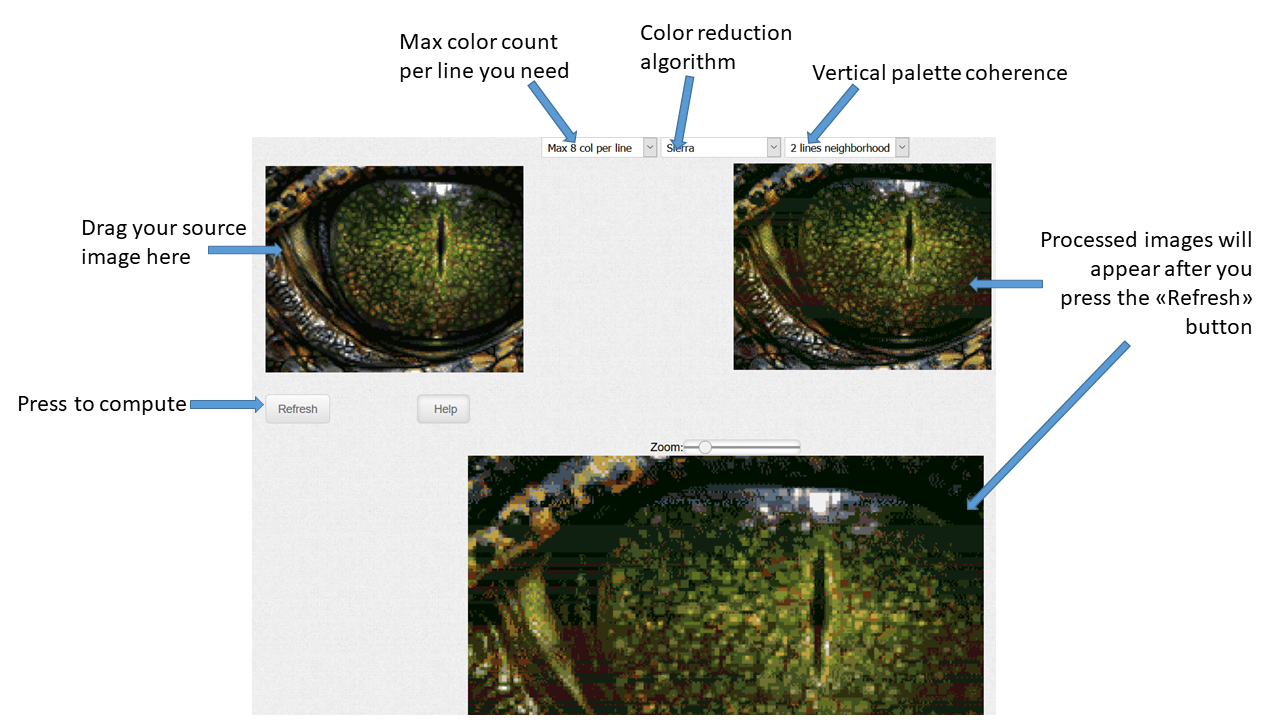 Max color count
per line you need
Color reduction
algorithm
Vertical palette coherence
Max 8 col per line
Sierra
2 lines neighborhood
Drag your source
image here
Processed images will
appear after you
press the «Refresh»
button
Press to compute
Refresh
Help
Zoom: